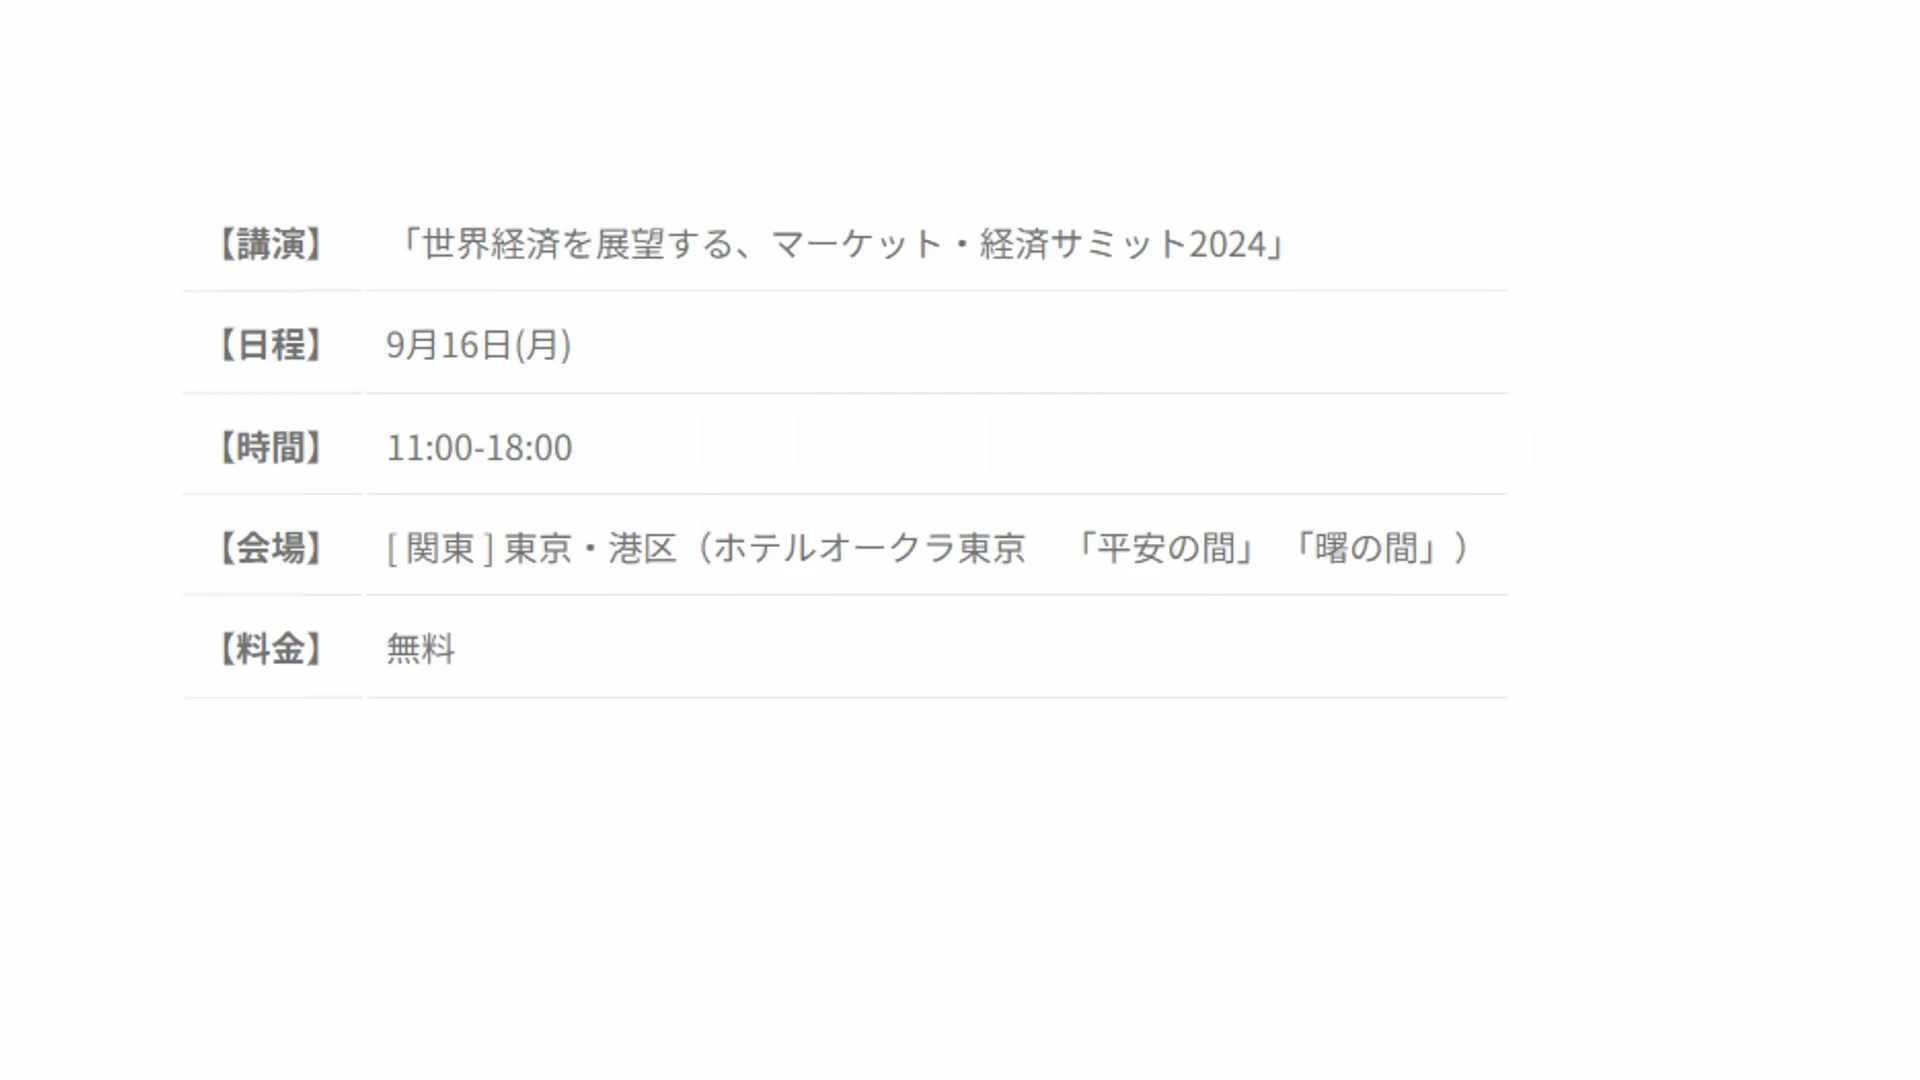 【講演】 「世界経済を展望する、マーケット・経済サミット2024」
【日程】 9月16日(月)
【時間】 11:00-18:00
【会場】 [ 関東 ] 東京・港区（ホテルオークラ東京　「平安の間」 「曙の間」）
【料金】 無料